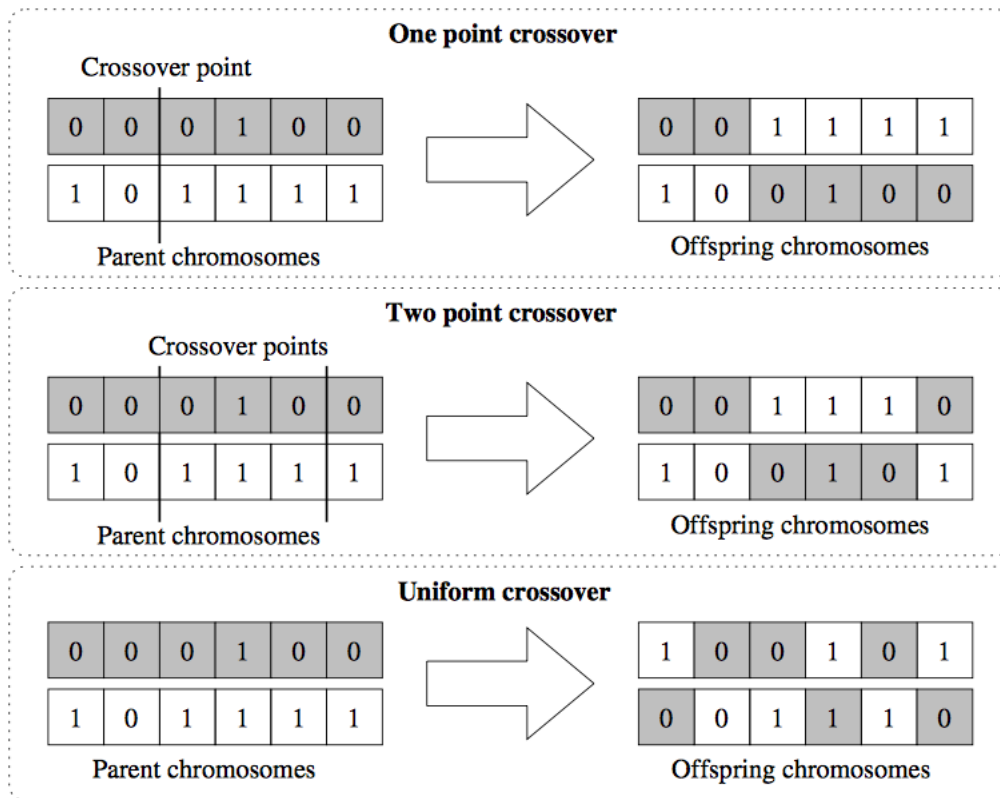 One point crossover
Crossover point
0 0 0 1 0 0
1 0 1 1 1 1
Parent chromosomes
0 0 1 1 1 1
1 0 0 1 0 0
Offspring chromosomes
Two point crossover
Crossover points
0 0 0 1 0 0
1 0 1 1 1 1
Parent chromosomes
0 0 1 1 1 0
1 0 0 1 0 1
Offspring chromosomes
Uniform crossover
0 0 0 1 0 0
1 0 1 1 1 1
Parent chromosomes
1 0 0 1 0 1
0 0 1 1 1 0
Offspring chromosomes